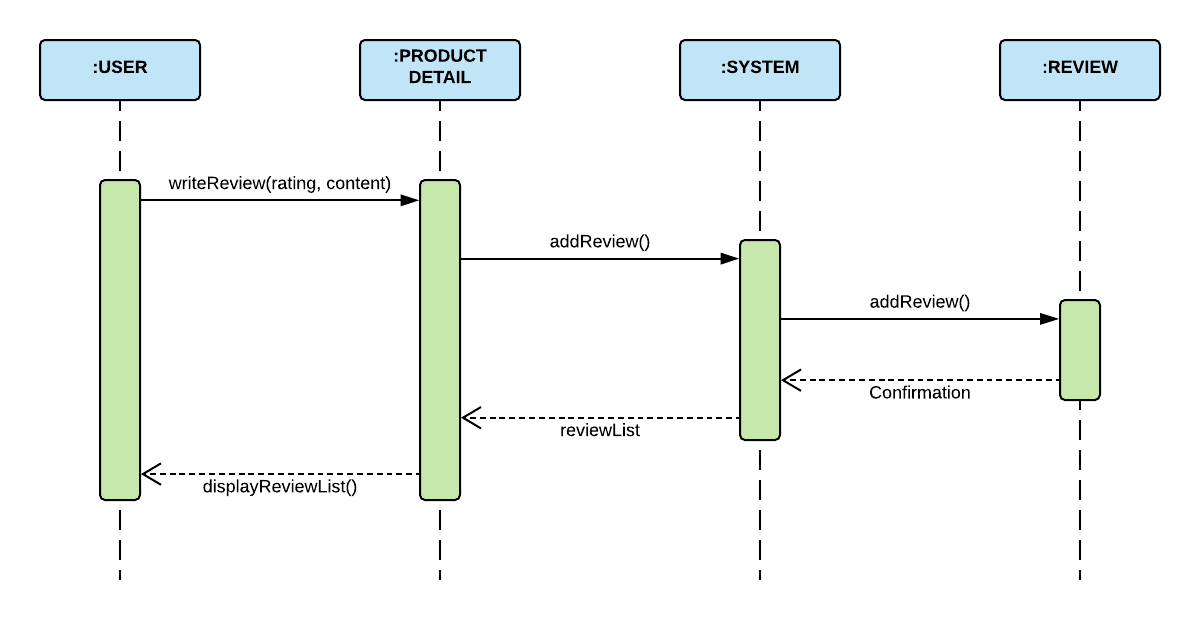 :USER
:PRODUCT
DETAIL
:SYSTEM
:REVIEW
writeReview(rating, content)
addReview()
addReview()
Confirmation
reviewList
displayReviewList()